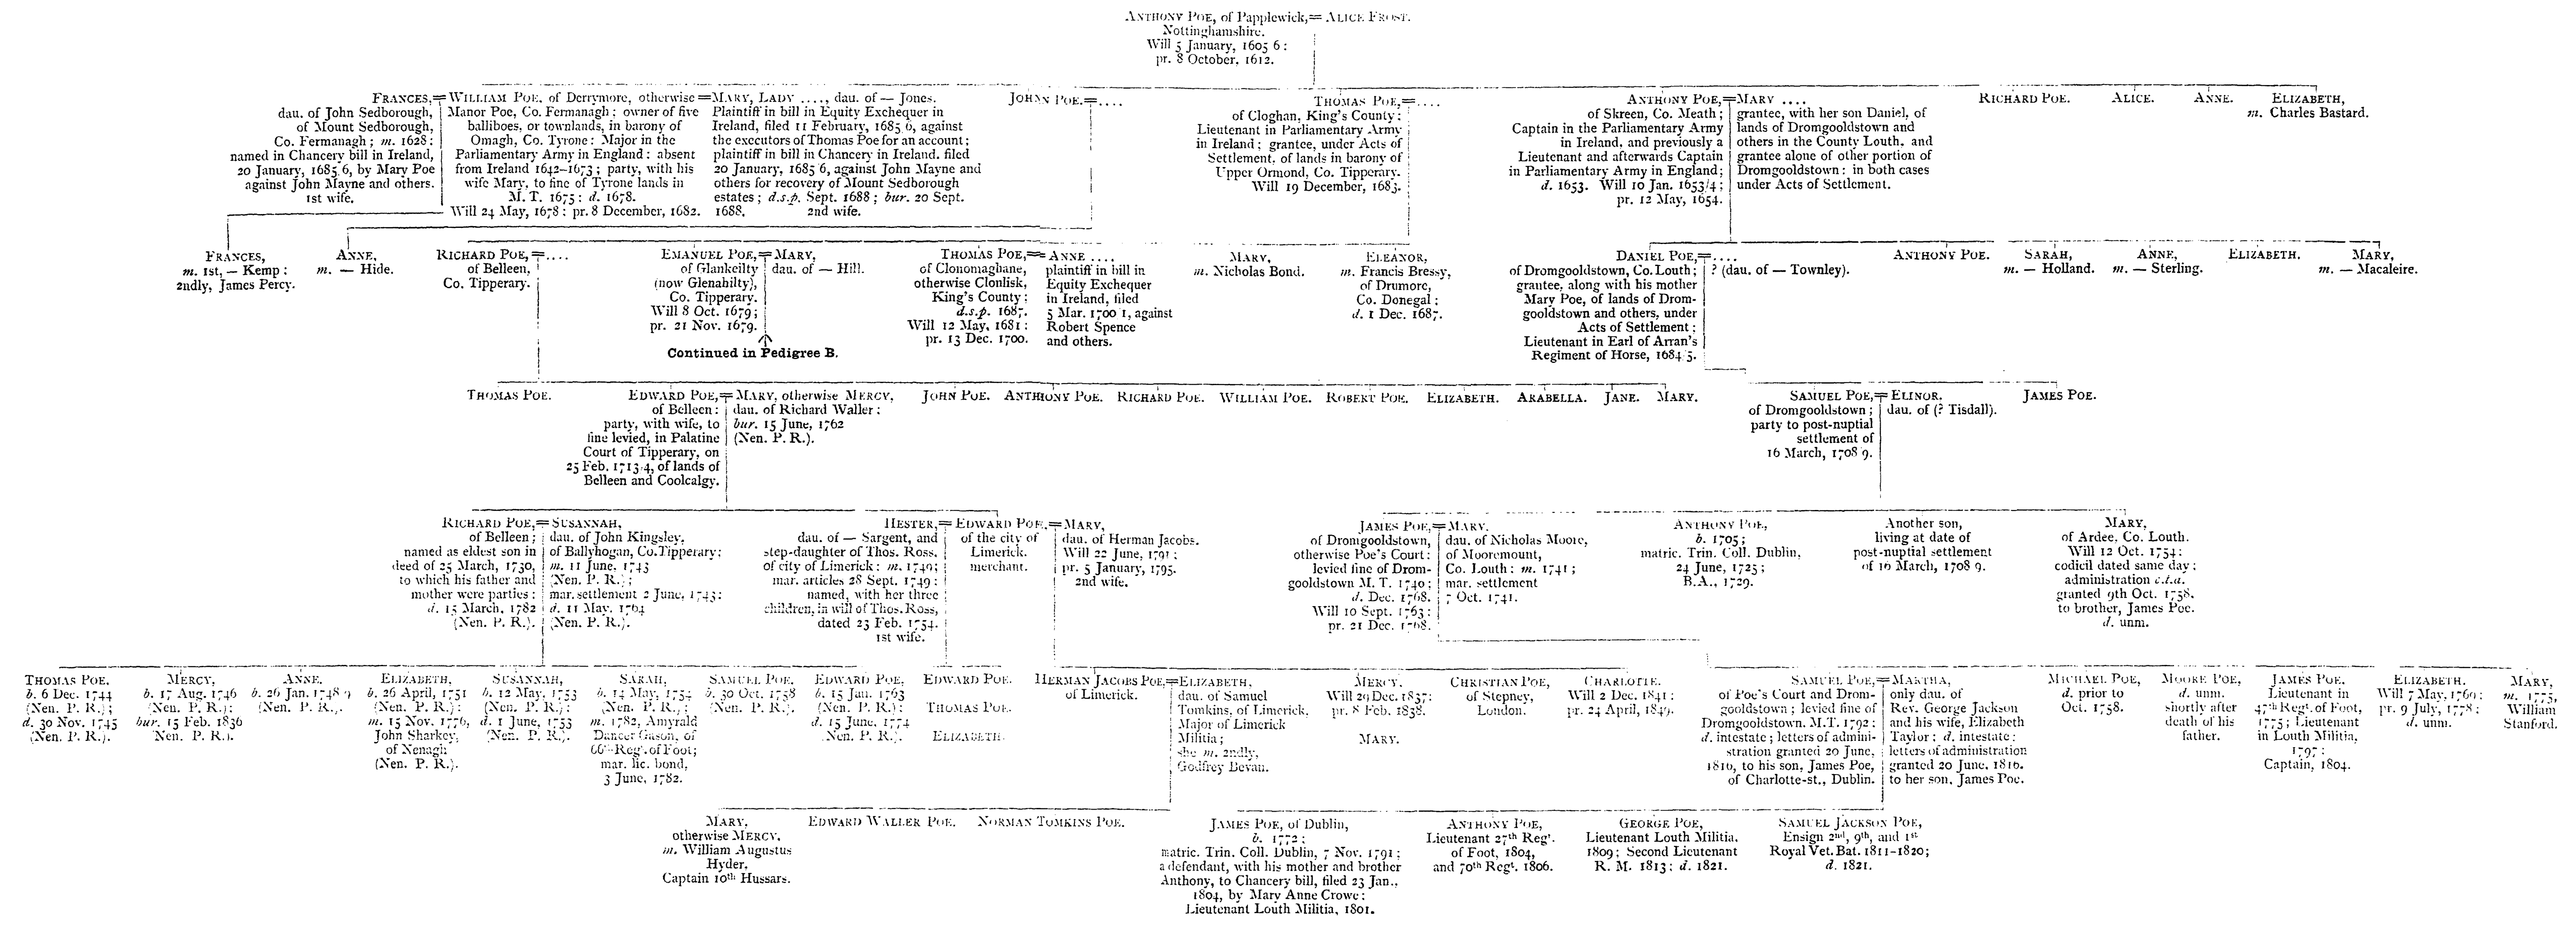 ANTHONY POE, of Papplewick,= ALICE FROST.
Nottinghamshire.
Will 5 January, 1605/6:
pr. 8 October, 1612.
FRANCES,=
dau. of John Sedborough,
of Mount Sedborough,
Co. Fermanagh; m. 1628:
named in Chancery bill in Ireland,
20 January, 1685/6, by Mary Poe
against John Mayne and others.
1st wife.
WILLIAM POE, of Derrymore, otherwise=
Manor Poe, Co. Fermanagh; owner of five
balliboes, or townlands, in barony of
Omagh, Co. Tyrone: Major in the
Parliamentary Army in England: absent
from Ireland 1642–1673; party, with his
wife Mary, to fine of Tyrone lands in
M. T. 1675: d. 1678.
Will 24 May, 1678: pr. 8 December, 1682.
MARY, LADY ...., dau. of — Jones.
Plaintiff in bill in Equity Exchequer in
Ireland, filed 11 February, 1685/6, against
the executors of Thomas Poe for an account;
plaintiff in bill in Chancery in Ireland, filed
20 January, 1685/6, against John Mayne and
others for recovery of Mount Sedborough
estates; d.s.p. Sept. 1688; bur. 20 Sept.
1688. 2nd wife.
JOHN POE.=....
THOMAS POE,=....
of Cloghan, King's County:
Lieutenant in Parliamentary Army
in Ireland; grantee, under Acts of
Settlement, of lands in barony of
Upper Ormond, Co. Tipperary.
Will 19 December, 1683.
ANTHONY POE,=
of Skreen, Co. Meath;
Captain in the Parliamentary Army
in Ireland, and previously a
Lieutenant and afterwards Captain
in Parliamentary Army in England;
d. 1653. Will 10 Jan. 1653/4;
pr. 12 May, 1654.
MARY ....
grantee, with her son Daniel, of
lands of Dromgooldstown and
others in the County Louth, and
grantee alone of other portion of
Dromgooldstown: in both cases
under Acts of Settlement.
RICHARD POE.
ALICE.
ANNE.
ELIZABETH,
m. Charles Bastard.
FRANCES,
m. 1st, — Kemp:
2ndly, James Percy.
ANNE,
m. — Hide.
RICHARD POE,=....
of Belleen,
Co. Tipperary.
EMANUEL POE,=
of Glankeilty
(now Glenahilty),
Co. Tipperary.
Will 8 Oct. 1679;
pr. 21 Nov. 1679.
MARY,
dau. of — Hill.
Continued in Pedigree B.
THOMAS POE,=
of Clonomaghane,
otherwise Clonlisk,
King's County:
d.s.p. 1687.
Will 12 May, 1681:
pr. 13 Dec. 1700.
ANNE ....
plaintiff in bill in
Equity Exchequer
in Ireland, filed
5 Mar. 1700/1, against
Robert Spence
and others.
MARY,
m. Nicholas Bond.
ELEANOR,
m. Francis Bressy,
of Drumore,
Co. Donegal:
d. 1 Dec. 1687.
DANIEL POE,=....
of Dromgooldstown, Co. Louth;
grantee, along with his mother
Mary Poe, of lands of Drom-
gooldstown and others, under
Acts of Settlement:
Lieutenant in Earl of Arran's
Regiment of Horse, 1684/5.
? (dau. of — Townley).
ANTHONY POE.
SARAH,
m. — Holland.
ANNE,
m. — Sterling.
ELIZABETH.
MARY,
m. — Macaleire.
THOMAS POE.
EDWARD POE,=
of Belleen:
party, with wife, to
fine levied, in Palatine
Court of Tipperary, on
25 Feb. 1713/4, of lands of
Belleen and Coolcalgy.
MARY, otherwise MERCY,
dau. of Richard Waller:
bur. 15 June, 1762
(Nen. P. R.).
JOHN POE.
ANTHONY POE.
RICHARD POE.
WILLIAM POE.
ROBERT POE.
ELIZABETH.
ARABELLA.
JANE.
MARY.
SAMUEL POE,=
of Dromgooldstown;
party to post-nuptial
settlement of
16 March, 1708/9.
ELINOR.
dau. of (? Tisdall).
JAMES POE.
RICHARD POE,=
of Belleen;
named as eldest son in
deed of 25 March, 1730,
to which his father and
mother were parties:
d. 15 March, 1782
(Nen. P. R.).
SUSANNAH,
dau. of John Kingsley,
of Ballyhogan, Co. Tipperary:
m. 11 June, 1743
(Nen. P. R.);
mar. settlement 2 June, 1743:
d. 11 May, 1764
(Nen. P. R.).
HESTER,=
dau. of — Sargent, and
step-daughter of Thos. Ross,
of city of Limerick: m. 1749;
mar. articles 28 Sept. 1749:
named, with her three
children, in will of Thos. Ross,
dated 23 Feb. 1754.
1st wife.
EDWARD POE,=
of the city of
Limerick.
merchant.
MARY,
dau. of Herman Jacobs.
Will 22 June, 1791;
pr. 5 January, 1795.
2nd wife.
JAMES POE,=
of Dromgooldstown,
otherwise Poe's Court:
levied fine of Drom-
gooldstown M. T. 1740;
d. Dec. 1768.
Will 10 Sept. 1763:
pr. 21 Dec. 1768.
MARY.
dau. of Nicholas Moore,
of Mooremount,
Co. Louth: m. 1741;
mar. settlement
7 Oct. 1741.
ANTHONY POE,
b. 1705;
matric. Trin. Coll. Dublin,
24 June, 1725;
B.A., 1729.
Another son,
living at date of
post-nuptial settlement
of 16 March, 1708/9.
MARY,
of Ardee, Co. Louth.
Will 12 Oct. 1754:
codicil dated same day:
administration c.t.a.
granted 9th Oct. 1758.
to brother, James Poe.
d. unm.
THOMAS POE.
b. 6 Dec. 1744
(Nen. P. R.);
d. 30 Nov. 1745
(Nen. P. R.).
MERCY,
b. 17 Aug. 1746
(Nen. P. R.);
bur. 15 Feb. 1836
(Nen. P. R.).
ANNE,
b. 26 Jan. 1748/9
(Nen. P. R.).
ELIZABETH,
b. 26 April, 1751
(Nen. P. R.):
m. 15 Nov. 1776,
John Sharkey,
of Nenagh
(Nen. P. R.).
SUSANNAH,
b. 12 May, 1753
(Nen. P. R.):
d. 1 June, 1753
(Nen. P. R.).
SARAH,
b. 14 May, 1754
(Nen. P. R.);
m. 1782, Amyrald
Dancer Gason, of
66th Regt. of Foot;
mar. lic. bond,
3 June, 1782.
SAMUEL POE,
b. 30 Oct. 1758
(Nen. P. R.).
EDWARD POE,
b. 15 Jan. 1763
(Nen. P. R.):
d. 15 June, 1774
(Nen. P. R.).
EDWARD POE.
THOMAS POE.
ELIZABETH.
HERMAN JACOBS POE,=
of Limerick.
ELIZABETH,
dau. of Samuel
Tomkins, of Limerick,
Major of Limerick
Militia;
she m. 2ndly,
Godfrey Bevan.
MERCY.
Will 29 Dec. 1837:
pr. 8 Feb. 1838.
MARY.
CHRISTIAN POE,
of Stepney,
London.
CHARLOTTE.
Will 2 Dec. 1841:
pr. 24 April, 1849.
SAMUEL POE,=
of Poe's Court and Drom-
gooldstown; levied fine of
Dromgooldstown. M.T. 1792;
d. intestate; letters of admini-
stration granted 20 June,
1816, to his son, James Poe,
of Charlotte-st., Dublin.
MARTHA,
only dau. of
Rev. George Jackson
and his wife, Elizabeth
Taylor: d. intestate:
letters of administration
granted 20 June, 1816.
to her son, James Poe.
MICHAEL POE,
d. prior to
Oct. 1758.
MOORE POE,
d. unm.
shortly after
death of his
father.
JAMES POE.
Lieutenant in
47th Regt. of Foot,
1775; Lieutenant
in Louth Militia,
1797:
Captain, 1804.
ELIZABETH:
Will 7 May, 1769:
pr. 9 July, 1778;
d. unm.
MARY,
m. 1775,
William
Stanford.
MARY,
otherwise MERCY,
m. William Augustus
Hyder.
Captain 10th Hussars.
EDWARD WALLER POE.
NORMAN TOMKINS POE.
JAMES POE, of Dublin,
b. 1772;
matric. Trin. Coll. Dublin, 7 Nov. 1791;
a defendant, with his mother and brother
Anthony, to Chancery bill, filed 23 Jan.,
1804, by Mary Anne Crowe:
Lieutenant Louth Militia, 1801.
ANTHONY POE,
Lieutenant 27th Regt.
of Foot, 1804,
and 70th Regt. 1806.
GEORGE POE,
Lieutenant Louth Militia,
1809; Second Lieutenant
R. M. 1813: d. 1821.
SAMUEL JACKSON POE,
Ensign 2nd, 9th, and 1st
Royal Vet. Bat. 1811–1820;
d. 1821.